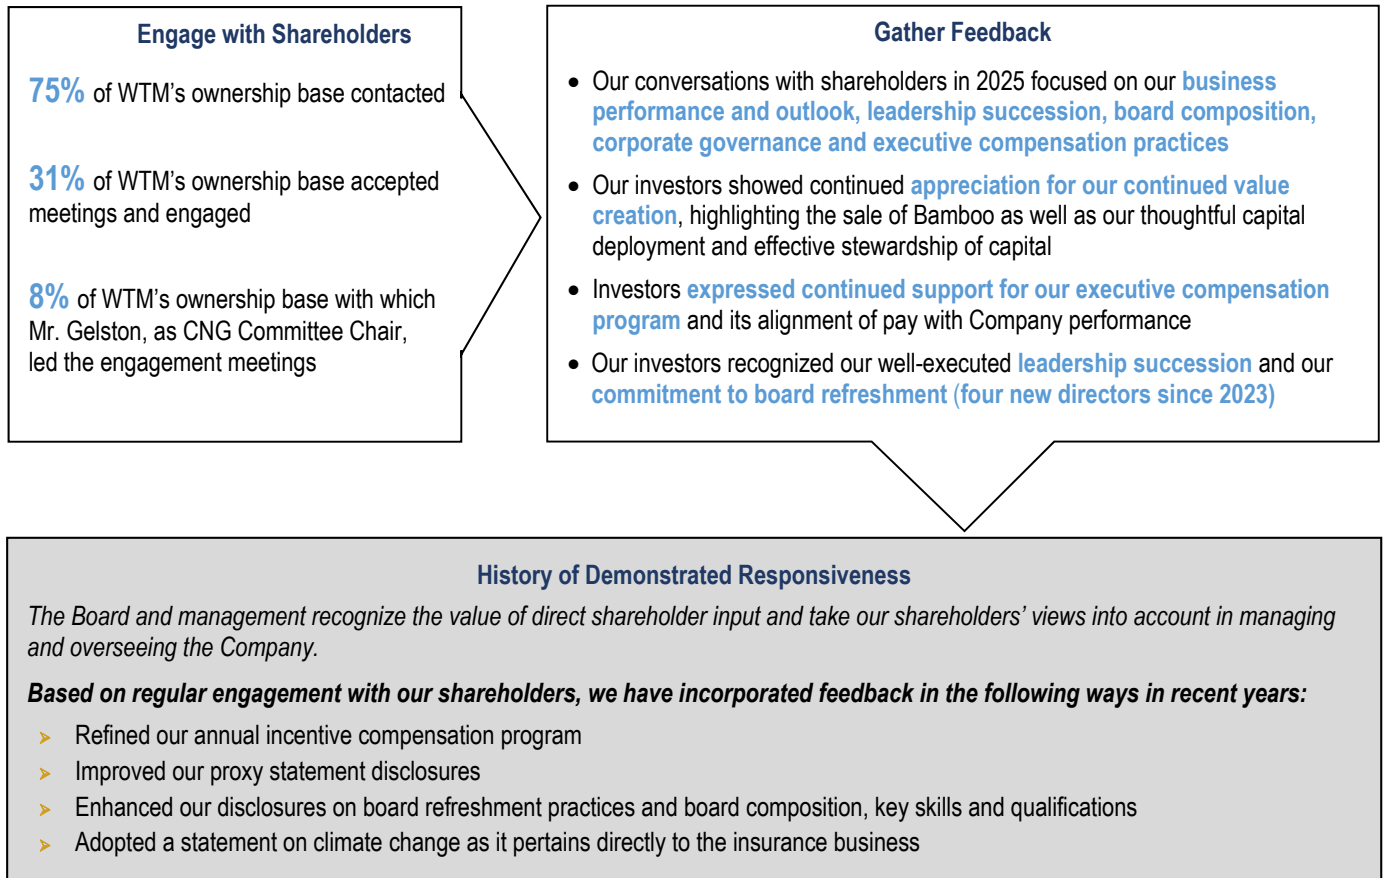 Engage with Shareholders
75% of WTM's ownership base contacted
31% of WTM's ownership base accepted
meetings and engaged
8% of WTM's ownership base with which
Mr. Gelston, as CNG Committee Chair,
led the engagement meetings
Gather Feedback
• Our conversations with shareholders in 2025 focused on our business
performance and outlook, leadership succession, board composition,
corporate governance and executive compensation practices
• Our investors showed continued appreciation for our continued value
creation, highlighting the sale of Bamboo as well as our thoughtful capital
deployment and effective stewardship of capital
• Investors expressed continued support for our executive compensation
program and its alignment of pay with Company performance
• Our investors recognized our well-executed leadership succession and our
commitment to board refreshment (four new directors since 2023)
History of Demonstrated Responsiveness
The Board and management recognize the value of direct shareholder input and take our shareholders' views into account in managing
and overseeing the Company.
Based on regular engagement with our shareholders, we have incorporated feedback in the following ways in recent years:
➢ Refined our annual incentive compensation program
➢ Improved our proxy statement disclosures
➢ Enhanced our disclosures on board refreshment practices and board composition, key skills and qualifications
➢ Adopted a statement on climate change as it pertains directly to the insurance business